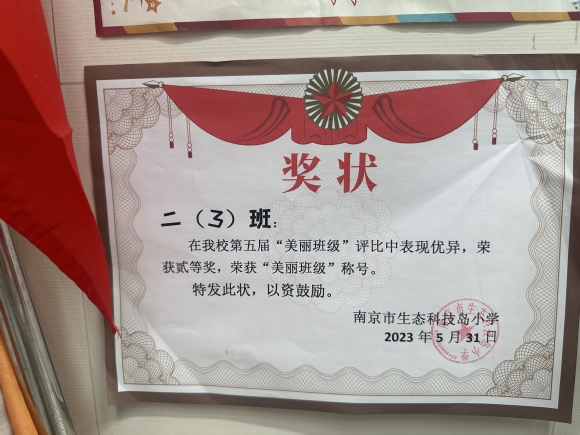 奖状
二（3）班：
在我校第五届“美丽班级”评比中表现优异，荣
获贰等奖，荣获“美丽班级”称号。
特发此状，以资鼓励。
南京市生态科技岛小学
2023 年 5 月 31 日